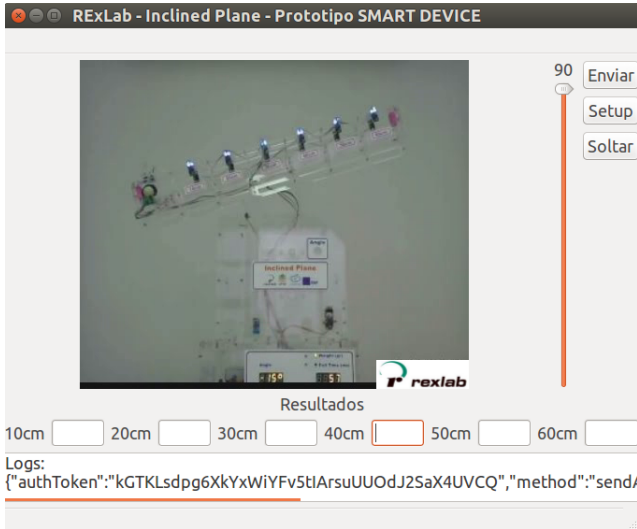 RExLab - Inclined Plane - Prototipo SMART DEVICE
90
Enviar
Setup
Soltar
Angle
Inclined Plane
rexlab
Resultados
10cm 20cm 30cm 40cm 50cm 60cm
Logs:
{"authToken":"kGTKLsdpg6XkYxWiYFv5tIArsuUUOdJ2SaX4UVCQ","method":"sendA